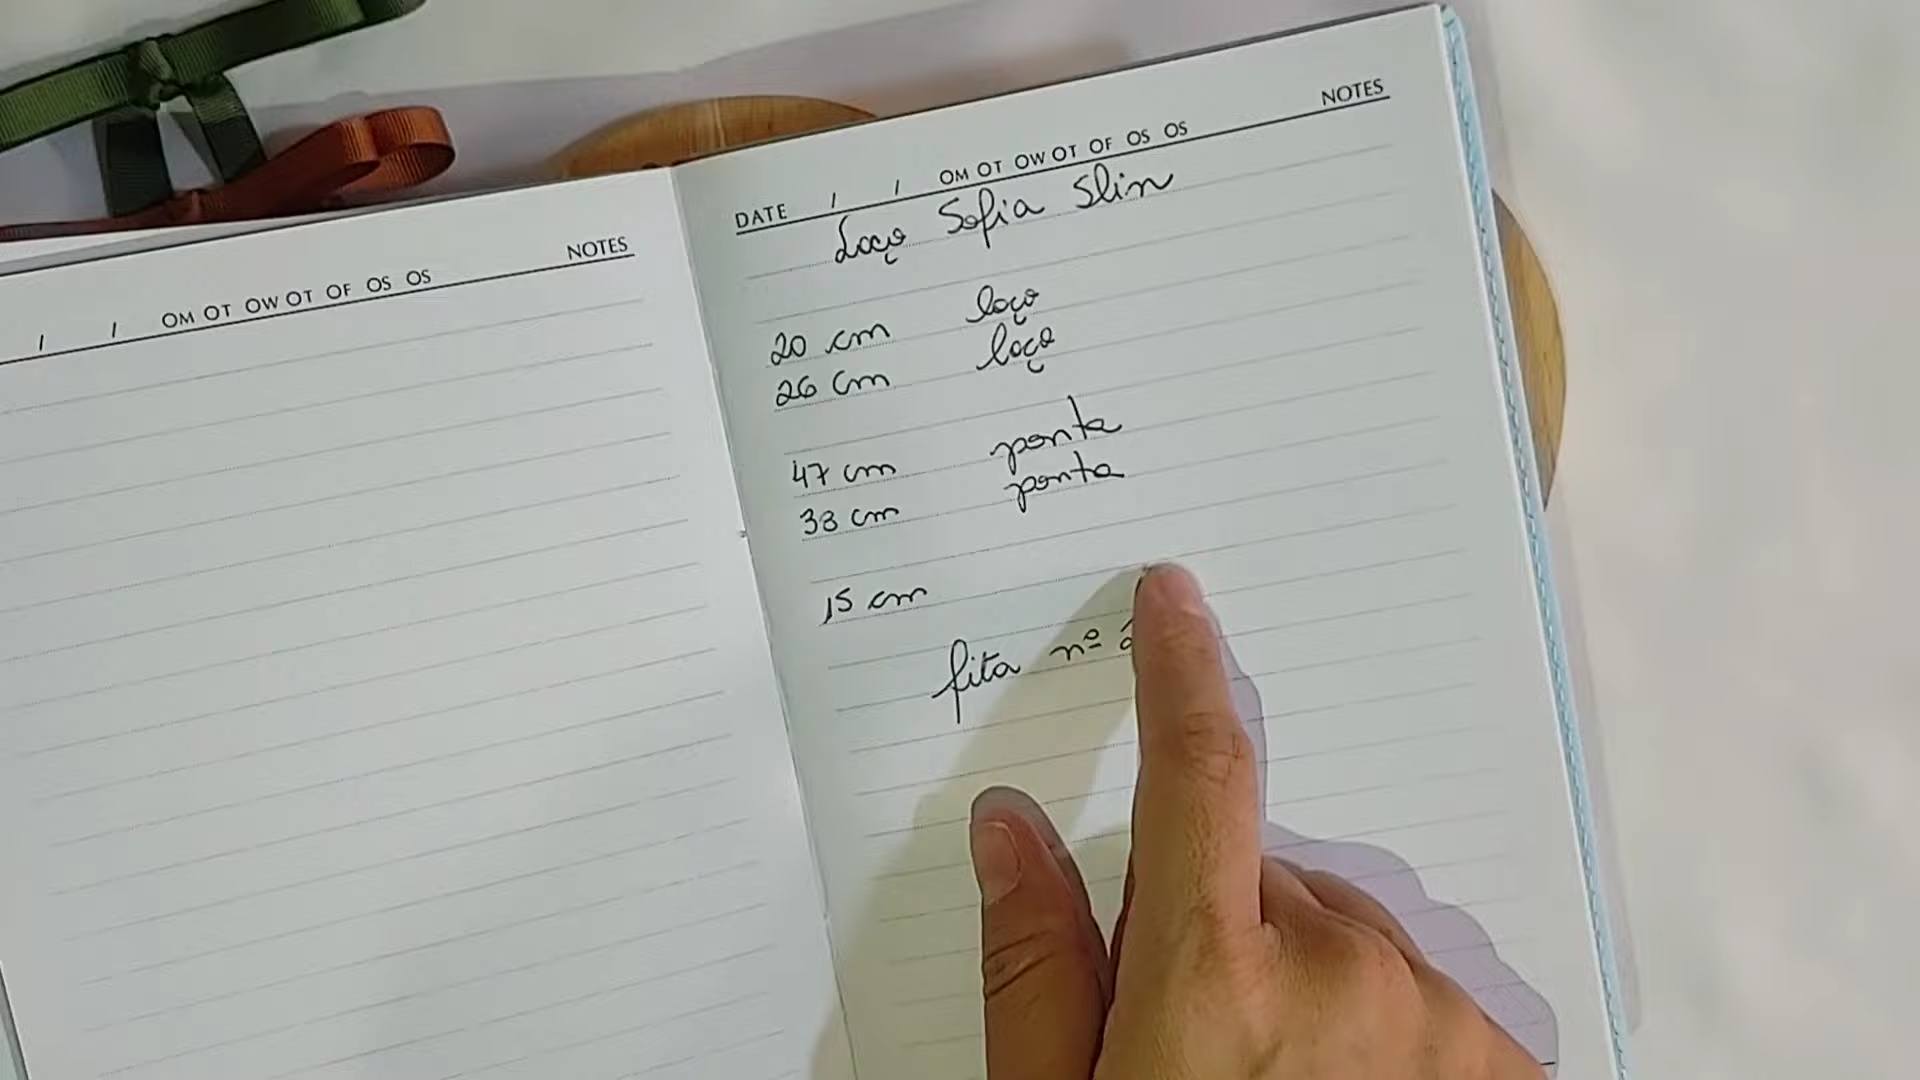 NOTES
/ / OM OT OW OT OF OS OS
DATE / / OM OT OW OT OF OS OS NOTES
Laço Sofia Slin
20 cm laço
26 cm laço
47 cm ponta
38 cm ponta
15 cm
fita nº